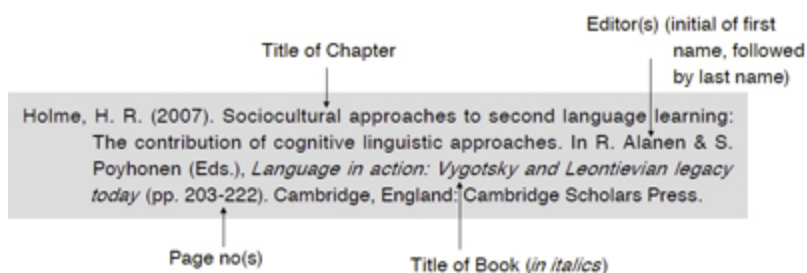 Editor(s) (initial of first
name, followed
by last name)
Title of Chapter
Holme, H. R. (2007). Sociocultural approaches to second language learning:
The contribution of cognitive linguistic approaches. In R. Alanen & S.
Poyhonen (Eds.), Language in action: Vygotsky and Leontievian legacy
today (pp. 203-222). Cambridge, England: Cambridge Scholars Press.
Page no(s)
Title of Book (in italics)